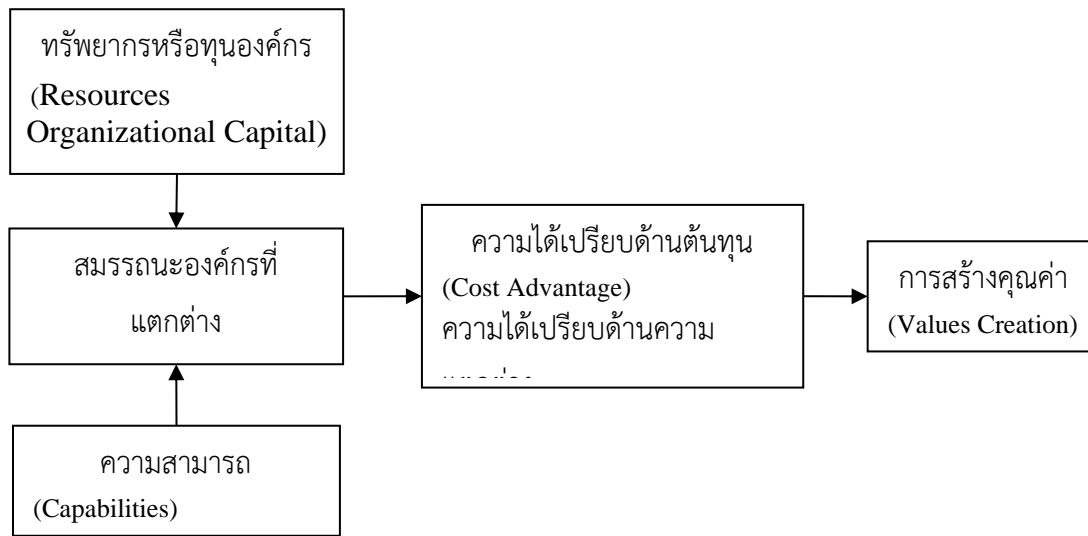 ทรัพยากรหรือทุนองค์กร
(Resources
Organizational Capital)
สมรรถนะองค์กรที่
แตกต่าง
ความสามารถ
(Capabilities)
ความได้เปรียบด้านต้นทุน
(Cost Advantage)
ความได้เปรียบด้านความ
การสร้างคุณค่า
(Values Creation)